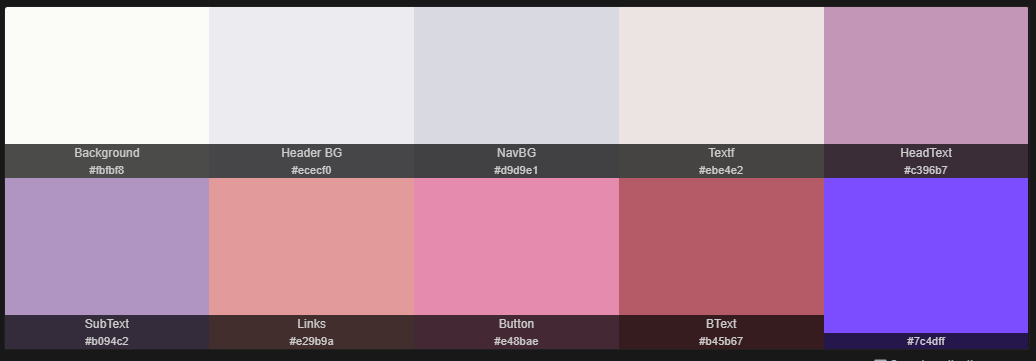 Background
#fbfbf8
Header BG
#ececf0
NavBG
#d9d9e1
Textf
#ebe4e2
HeadText
#c396b7
SubText
#b094c2
Links
#e29b9a
Button
#e48bae
BText
#b45b67
#7c4dff